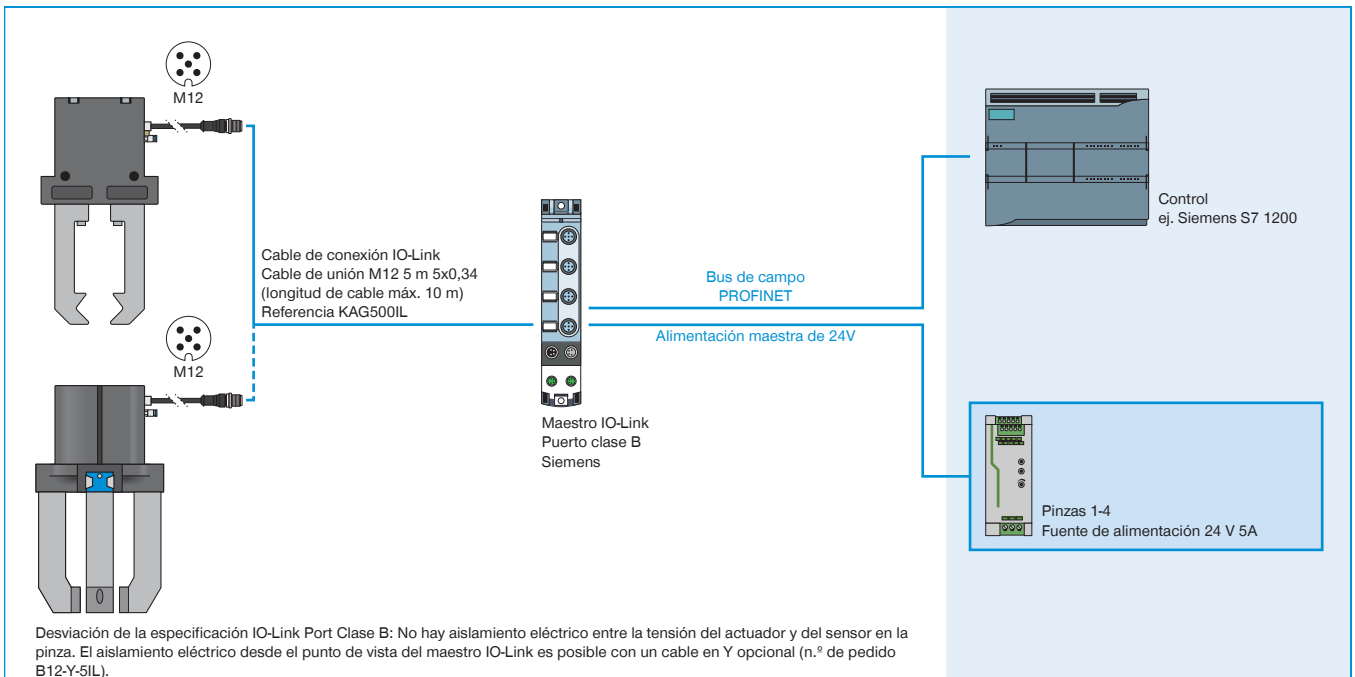 M12
Cable de conexión IO-Link
Cable de unión M12 5 m 5x0,34
(longitud de cable máx. 10 m)
Referencia KAG500IL
M12
Maestro IO-Link
Puerto clase B
Siemens
Bus de campo
PROFINET
Alimentación maestra de 24V
Control
ej. Siemens S7 1200
Pinzas 1-4
Fuente de alimentación 24 V 5A
Desviación de la especificación IO-Link Port Clase B: No hay aislamiento eléctrico entre la tensión del actuador y del sensor en la
pinza. El aislamiento eléctrico desde el punto de vista del maestro IO-Link es posible con un cable en Y opcional (n.º de pedido
B12-Y-5IL).